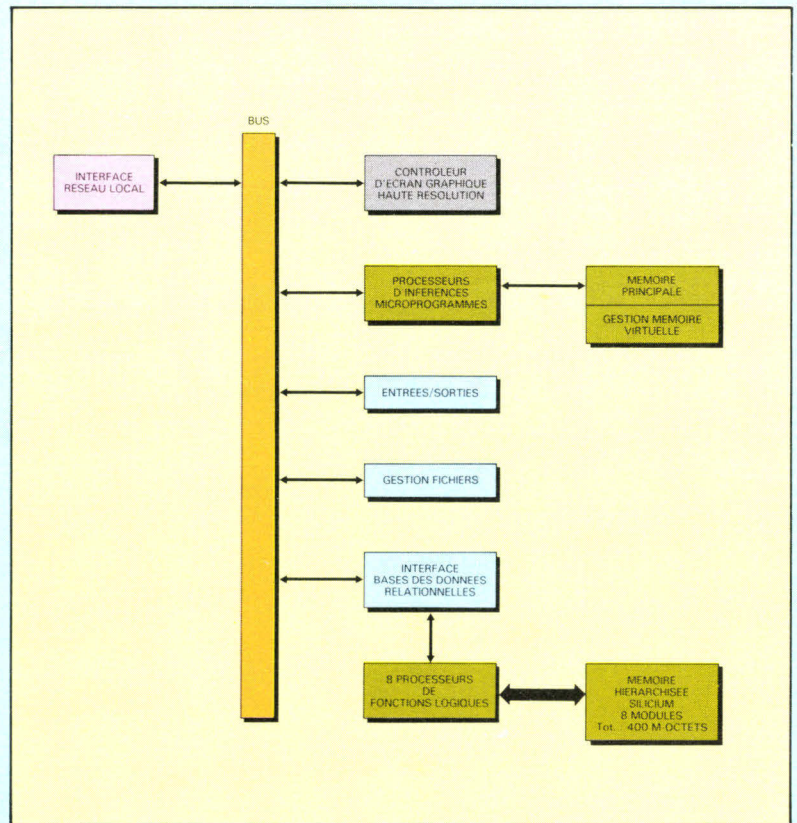 BUS
INTERFACE
RESEAU LOCAL
CONTROLEUR
D'ECRAN GRAPHIQUE
HAUTE RESOLUTION
PROCESSEURS
D'INFERENCES
MICROPROGRAMMES
MEMOIRE
PRINCIPALE
GESTION MEMOIRE
VIRTUELLE
ENTREES/SORTIES
GESTION FICHIERS
INTERFACE
BASES DES DONNEES
RELATIONNELLES
8 PROCESSEURS
DE
FONCTIONS LOGIQUES
MEMOIRE
HIERARCHISEE
SILICIUM
8 MODULES
Tot... 400 M-OCTETS